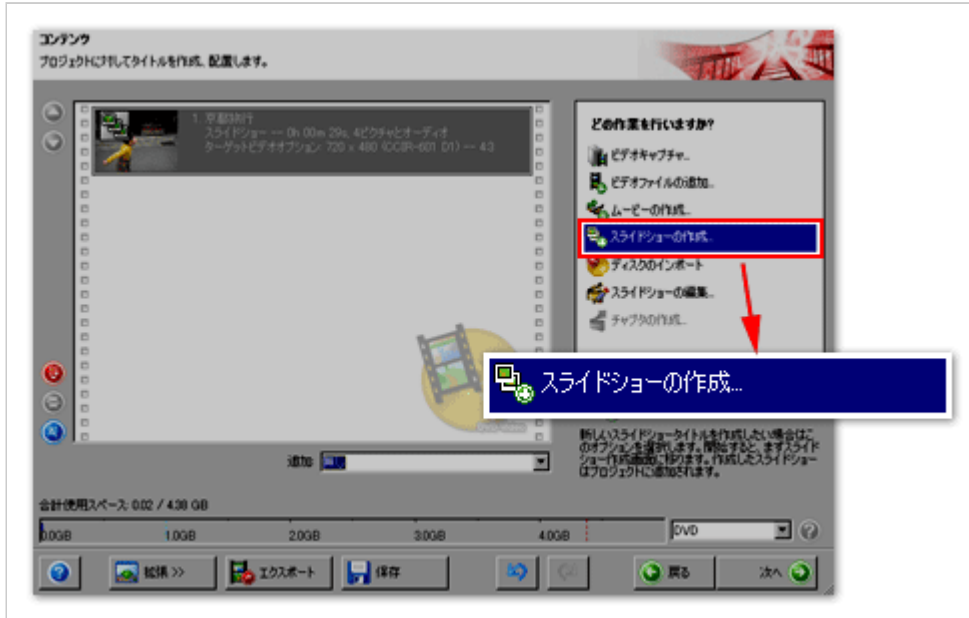 コンテンツ
プロジェクトに対してタイトルを作成、配置します。
1. 京都旅行
スライドショー -- 0h 00m 29s, 4ピクチャとオーディオ
ターゲットビデオオプション: 720 x 480 (CCIR-601 D1) -- 4:3
どの作業を行いますか?
ビデオキャプチャ...
ビデオファイルの追加...
ムービーの作成...
スライドショーの作成...
ディスクのインポート
スライドショーの編集...
チャプタの作成...
スライドショーの作成...
新しいスライドショータイトルを作成したい場合はこ
のオプションを選択します。開始すると、まずスライド
ショー作成画面に移ります。作成したスライドショー
はプロジェクトに追加されます。
追加:
合計使用スペース: 0.02 / 4.38 GB
0.0GB 1.0GB 2.0GB 3.0GB 4.0GB
DVD
拡張 >>
エクスポート
保存
戻る
次へ